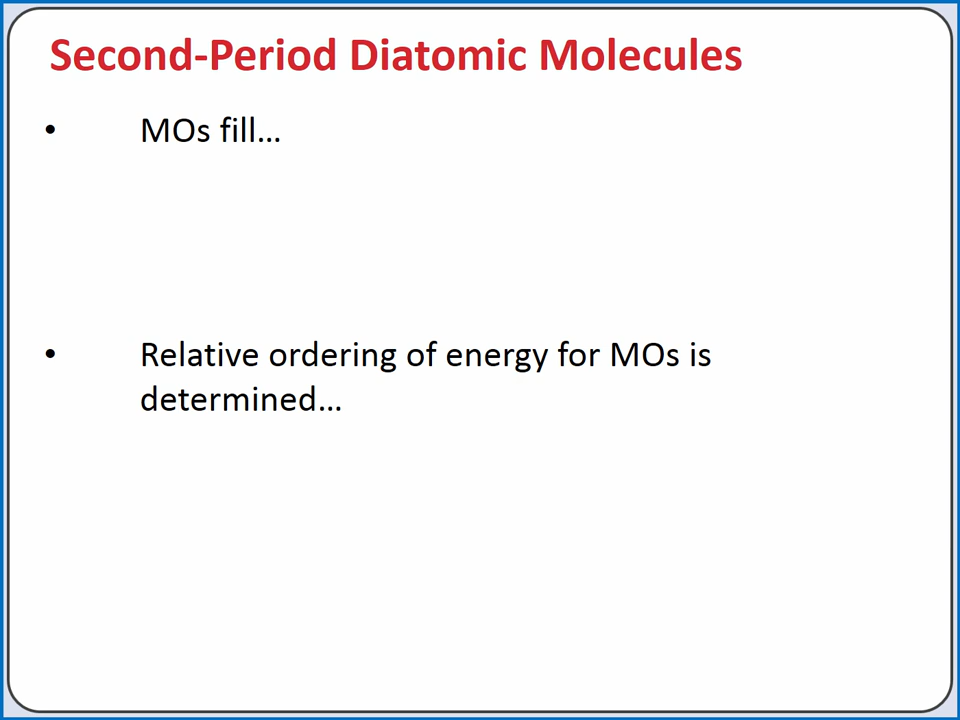 Second-Period Diatomic Molecules
• MOs fill…
• Relative ordering of energy for MOs is
determined…